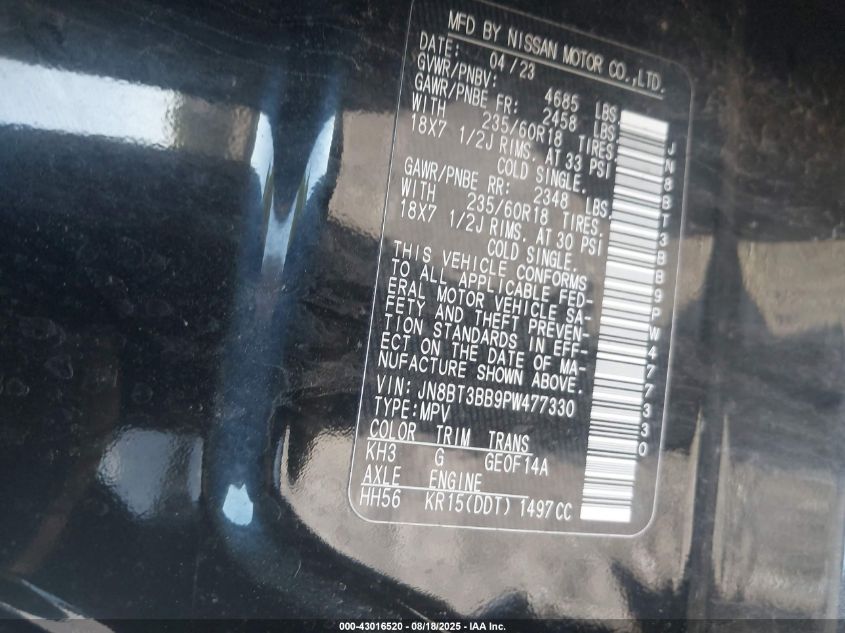 MFD BY NISSAN MOTOR CO.,LTD.
DATE: 04/23
GVWR/PNBV: 4685 LBS
GAWR/PNBE FR: 2458 LBS
WITH 235/60R18 TIRES.
18X7 1/2J RIMS. AT 33 PSI
COLD SINGLE.
GAWR/PNBE RR: 2348 LBS
WITH 235/60R18 TIRES.
18X7 1/2J RIMS. AT 30 PSI
COLD SINGLE.
THIS VEHICLE CONFORMS
TO ALL APPLICABLE FED-
ERAL MOTOR VEHICLE SA-
FETY AND THEFT PREVEN-
TION STANDARDS IN EFF-
ECT ON THE DATE OF MA-
NUFACTURE SHOWN ABOVE.
VIN: JN8BT3BB9PW477330
TYPE:MPV
COLOR TRIM TRANS
KH3 G GE0F14A
AXLE ENGINE
HH56 KR15(DDT) 1497CC
JN8BT3BB9PW477330
000-43016520 - 08/18/2025 - IAA Inc.